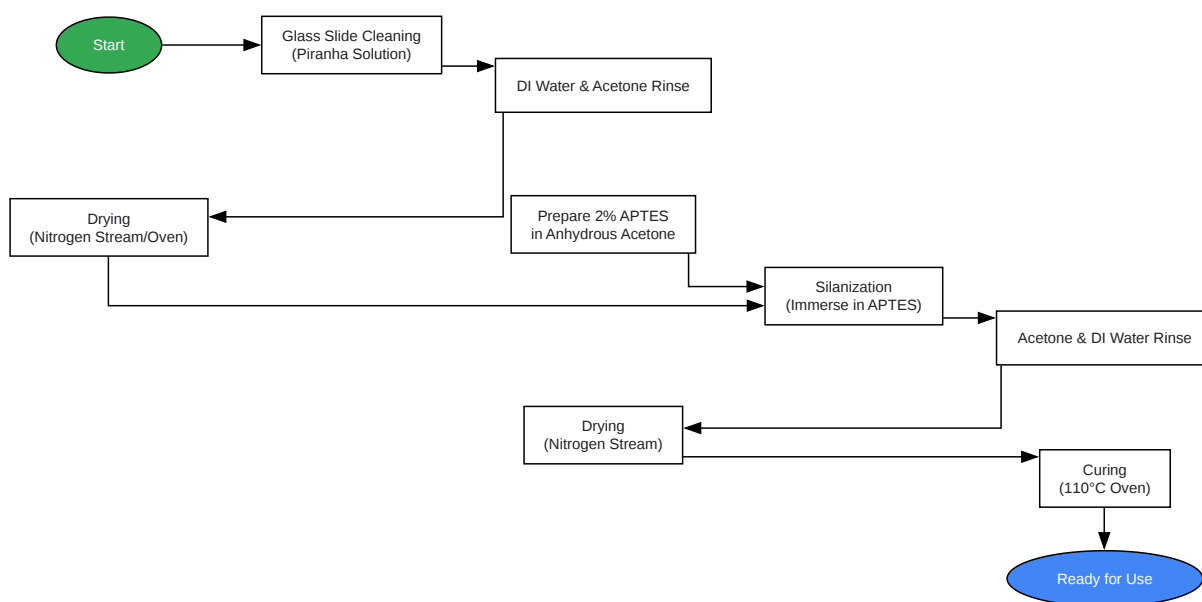 Start
Glass Slide Cleaning
(Piranha Solution)
DI Water & Acetone Rinse
Drying
(Nitrogen Stream/Oven)
Prepare 2% APTES
in Anhydrous Acetone
Silanization
(Immerse in APTES)
Acetone & DI Water Rinse
Drying
(Nitrogen Stream)
Curing
(110°C Oven)
Ready for Use